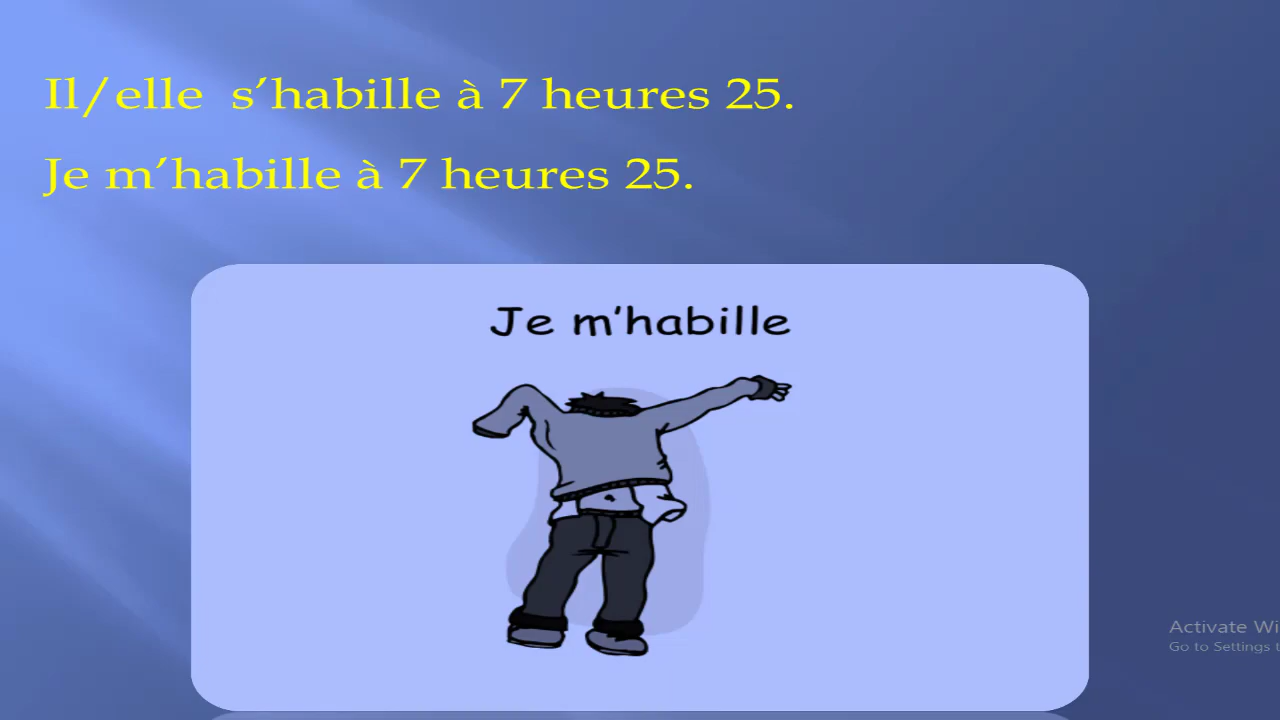 Il/elle s’habille à 7 heures 25.
Je m’habille à 7 heures 25.
Je m'habille
Activate Wi
Go to Settings t